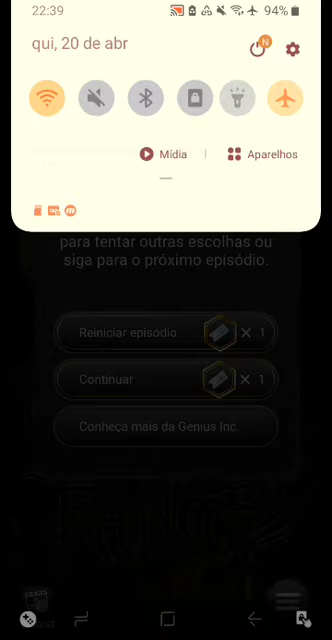 22:39
94%
qui, 20 de abr
N
Mídia | Aparelhos
para tentar outras escolhas ou
siga para o próximo episódio.
Reiniciar episódio × 1
Continuar × 1
Conheça mais da Genius Inc.